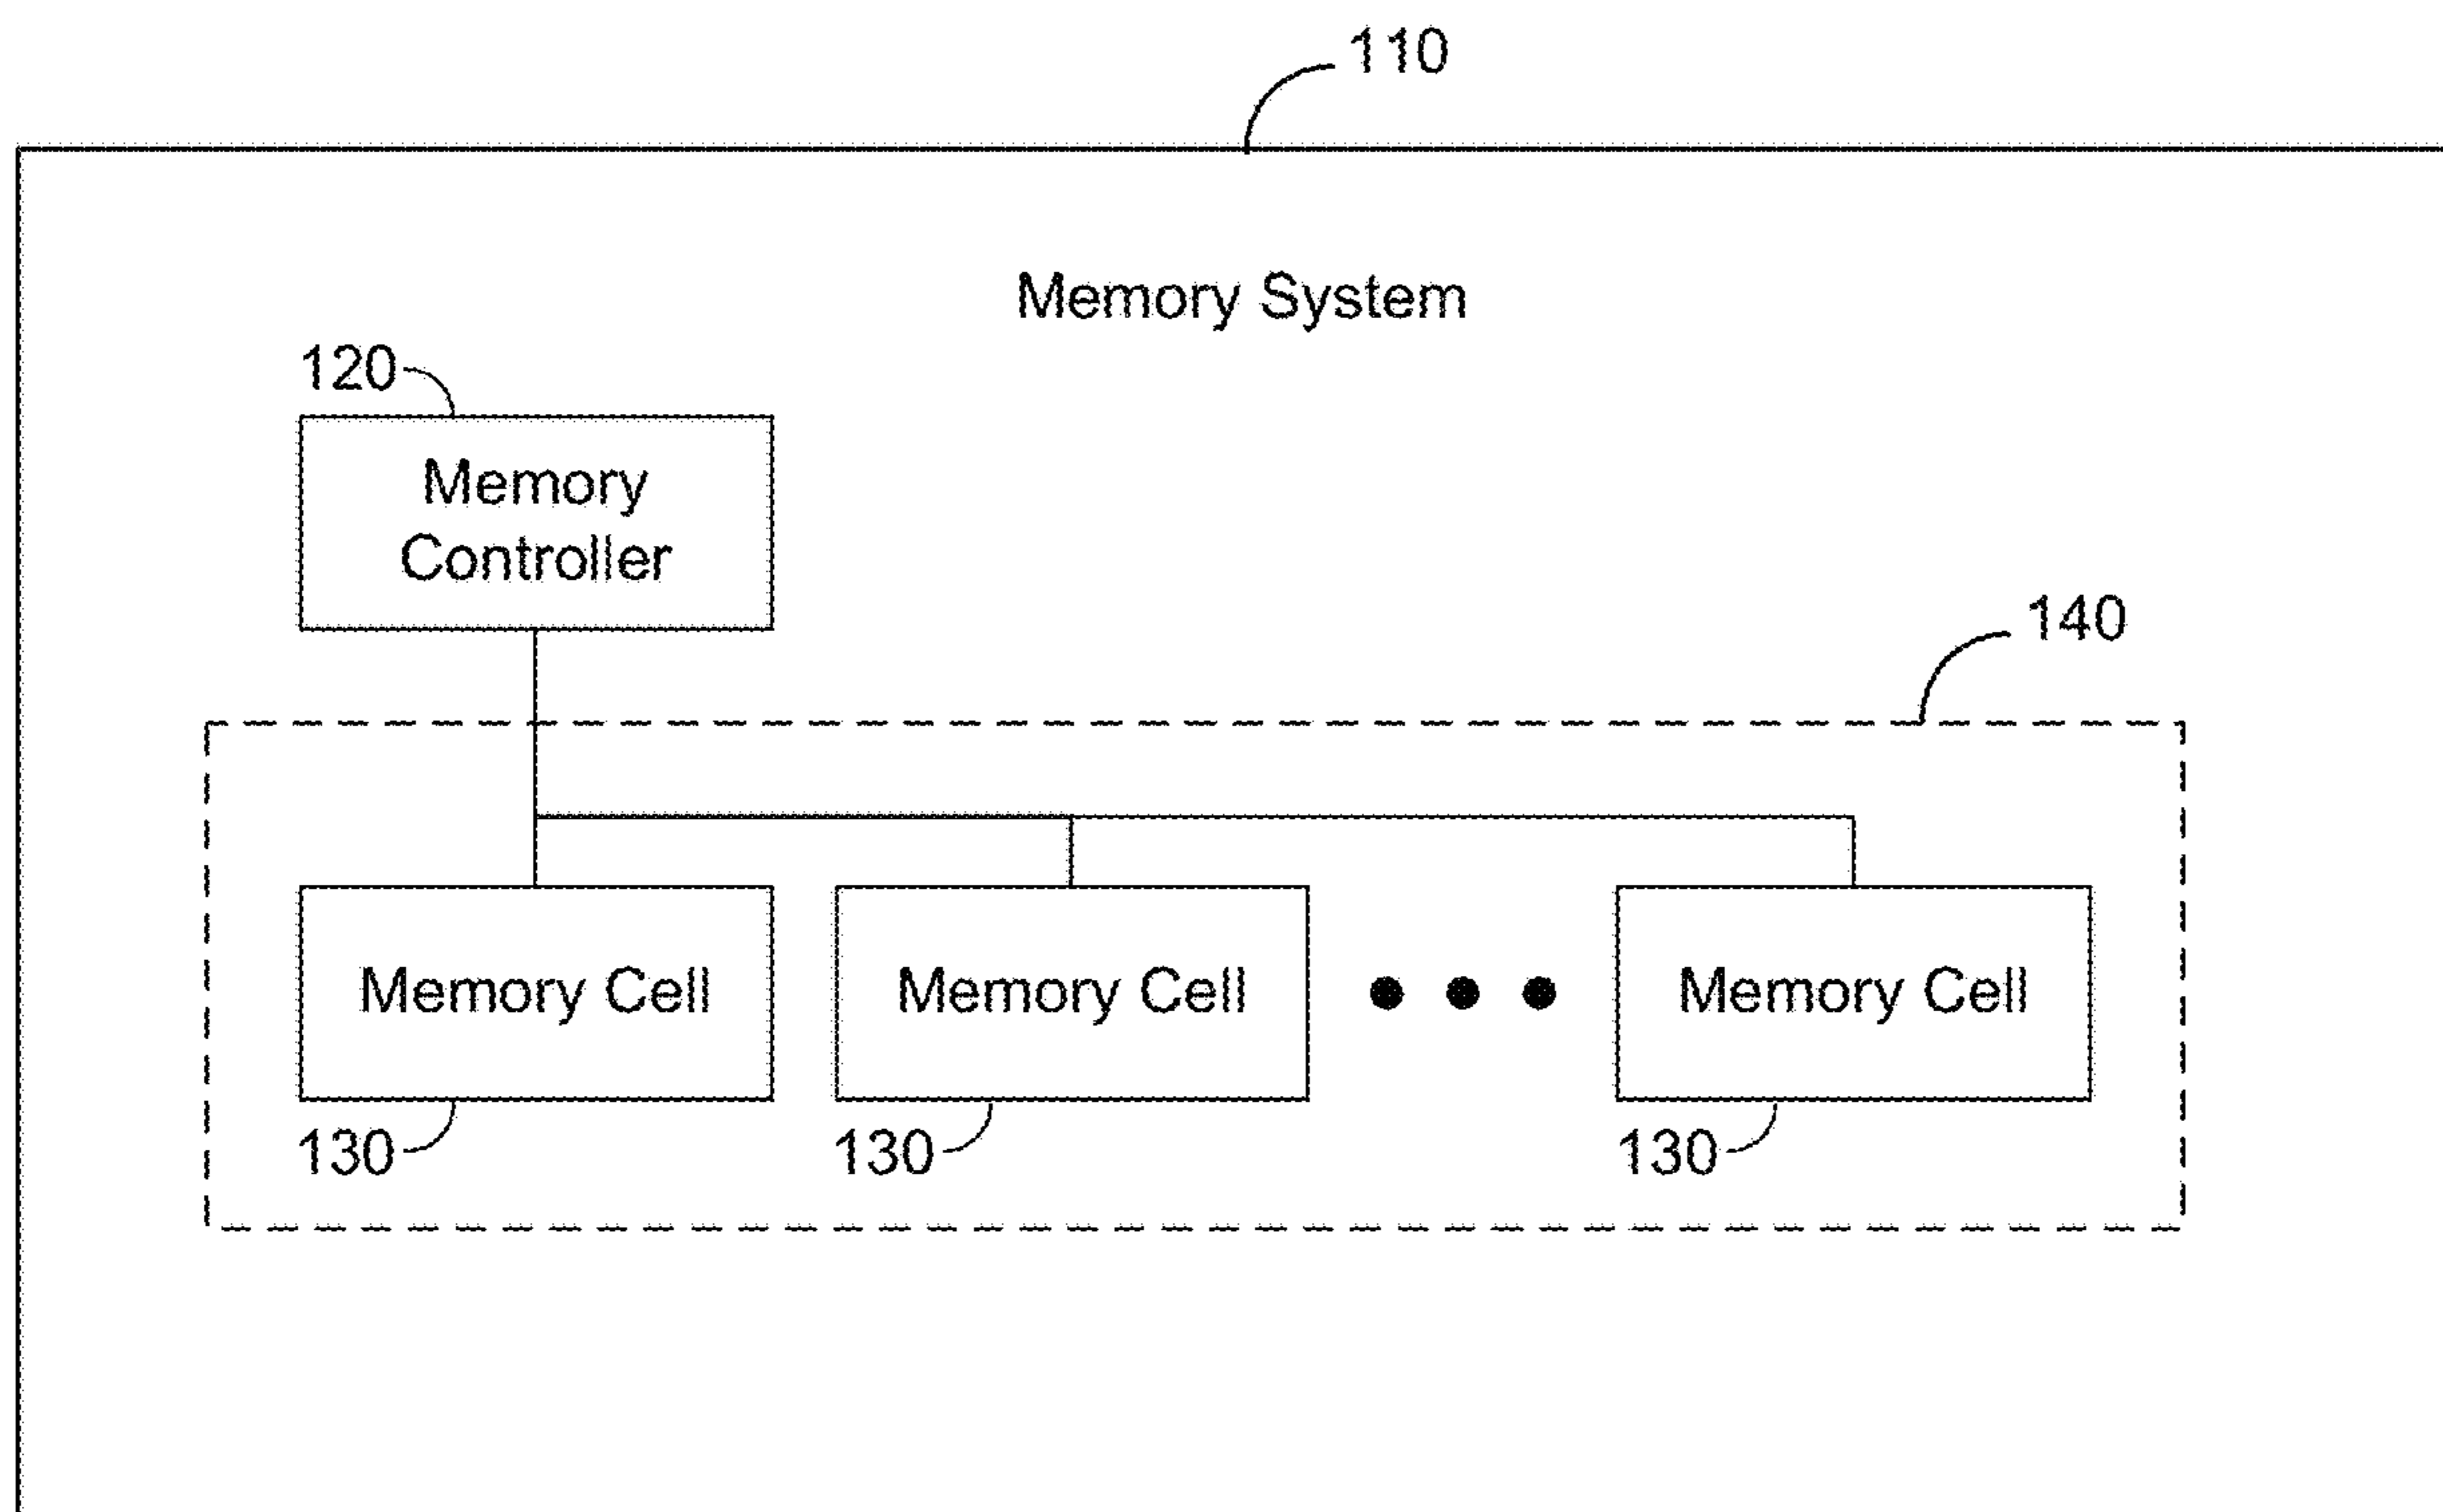 110
Memory System
120
Memory
Controller
140
Memory Cell
Memory Cell
Memory Cell
130
130
130